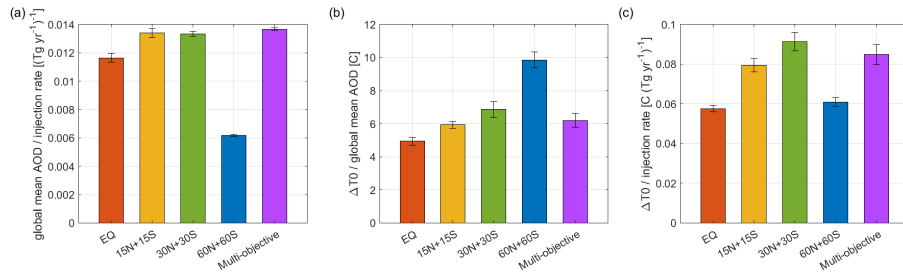 (a)
global mean AOD / injection rate [(Tg yr⁻¹)⁻¹]
0.014
0.012
0.01
0.008
0.006
0.004
0.002
0
EQ
15N+15S
30N+30S
60N+60S
Multi-objective
(b)
Δ T0 / global mean AOD [C]
12
10
8
6
4
2
0
EQ
15N+15S
30N+30S
60N+60S
Multi-objective
(c)
Δ T0 / injection rate [C (Tg yr⁻¹)⁻¹]
0.1
0.08
0.06
0.04
0.02
0
EQ
15N+15S
30N+30S
60N+60S
Multi-objective